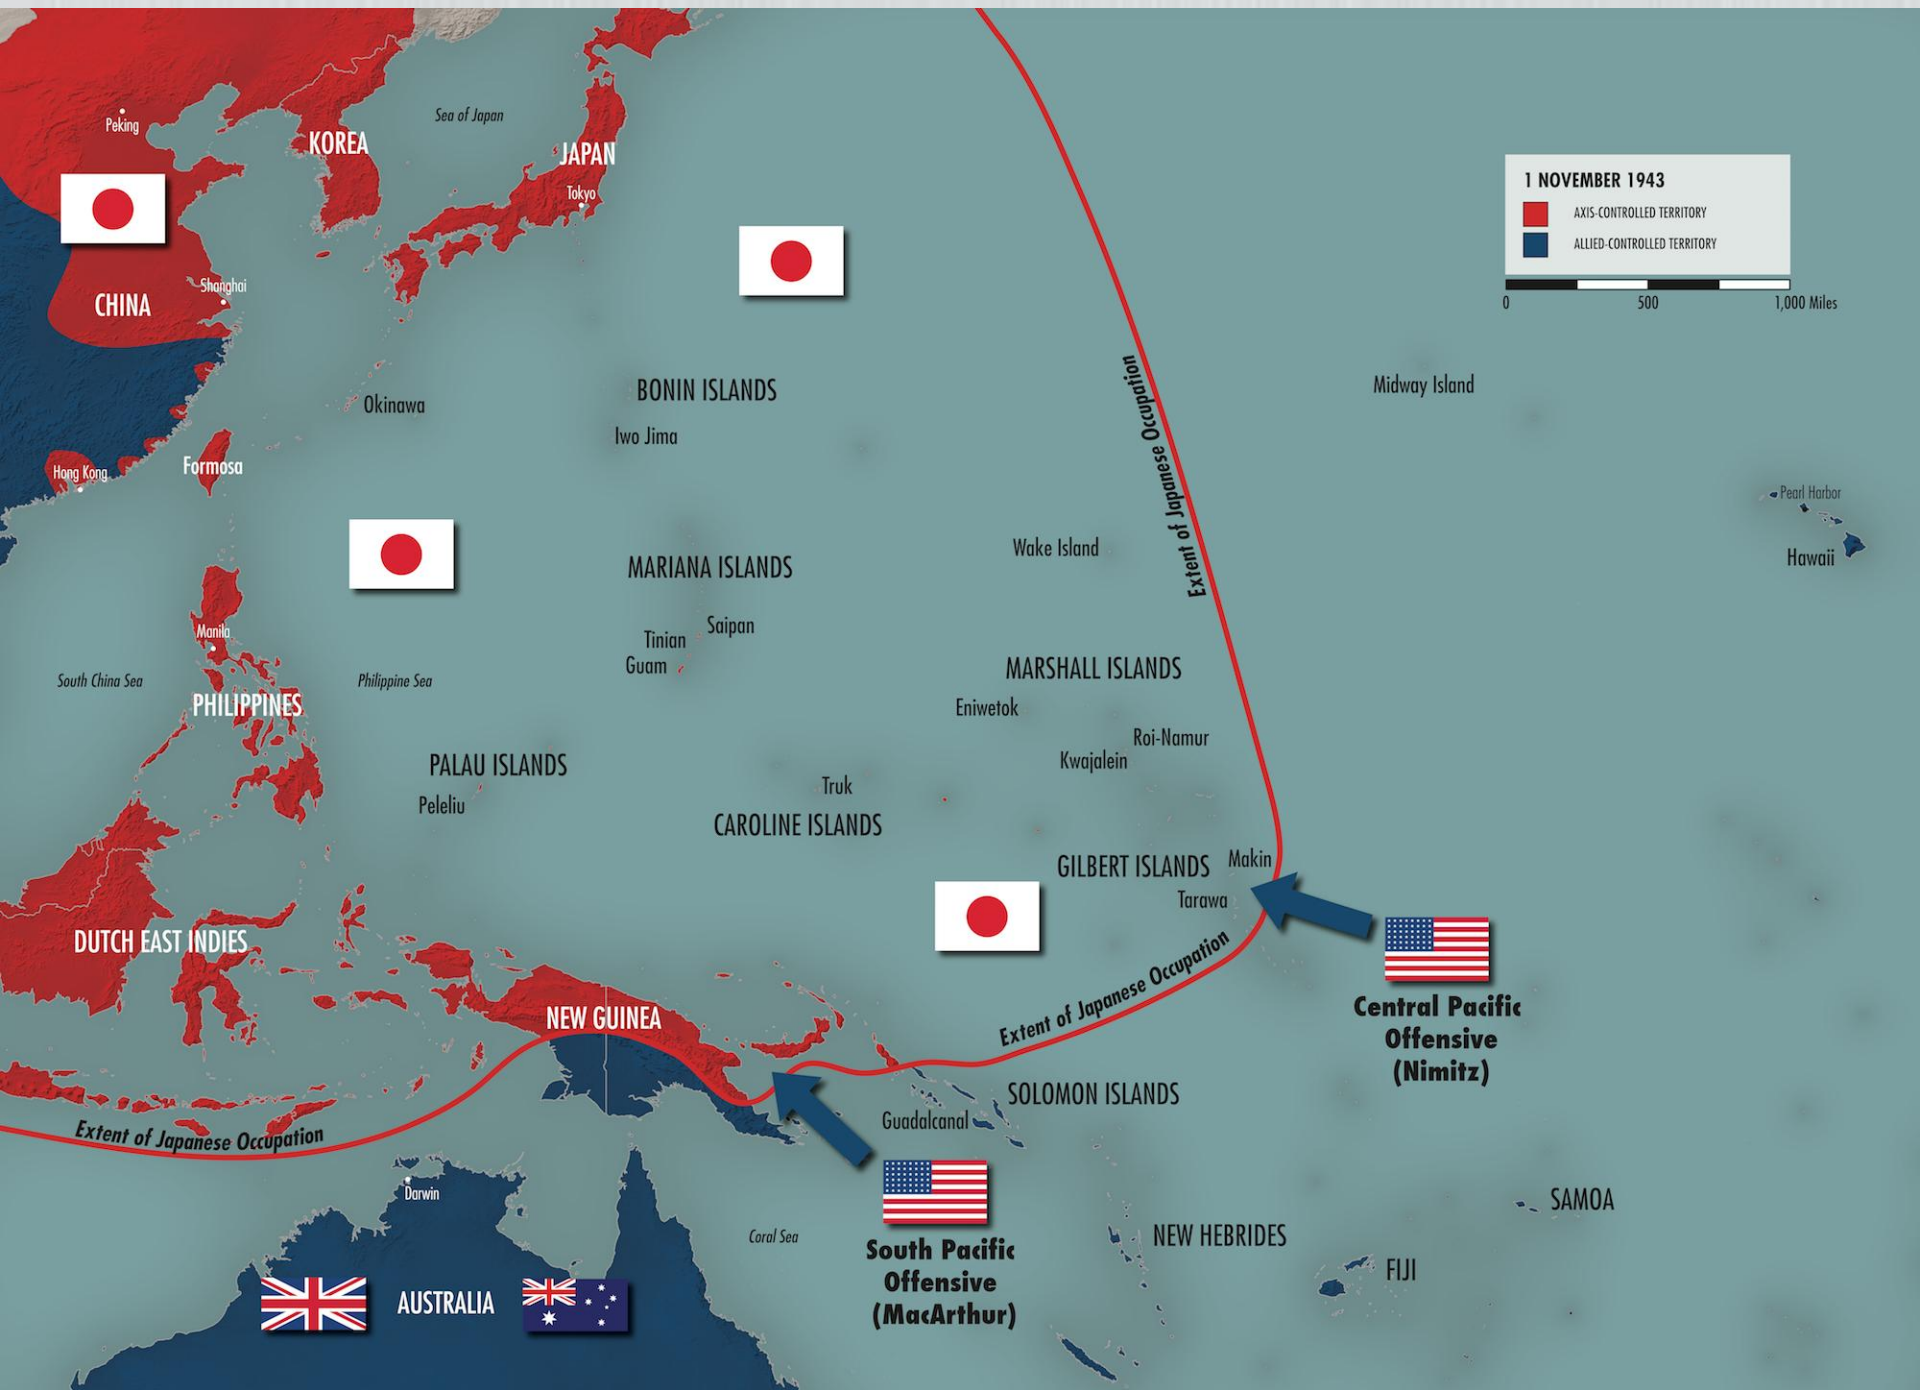 Sea of Japan
Peking
KOREA
JAPAN
Tokyo
1 NOVEMBER 1943
AXIS-CONTROLLED TERRITORY
ALLIED-CONTROLLED TERRITORY
0 500 1,000 Miles
Shanghai
CHINA
Extent of Japanese Occupation
Midway Island
BONIN ISLANDS
Okinawa
Iwo Jima
Formosa
Hong Kong
Pearl Harbor
Wake Island
Hawaii
MARIANA ISLANDS
Saipan
Tinian
Manila
Guam
MARSHALL ISLANDS
South China Sea
Philippine Sea
PHILIPPINES
Eniwetok
Roi-Namur
Kwajalein
PALAU ISLANDS
Truk
Peleliu
CAROLINE ISLANDS
Makin
GILBERT ISLANDS
Tarawa
DUTCH EAST INDIES
Extent of Japanese Occupation
Central Pacific
Offensive
(Nimitz)
NEW GUINEA
SOLOMON ISLANDS
Guadalcanal
Extent of Japanese Occupation
Darwin
SAMOA
Coral Sea
NEW HEBRIDES
South Pacific
Offensive
(MacArthur)
FIJI
AUSTRALIA